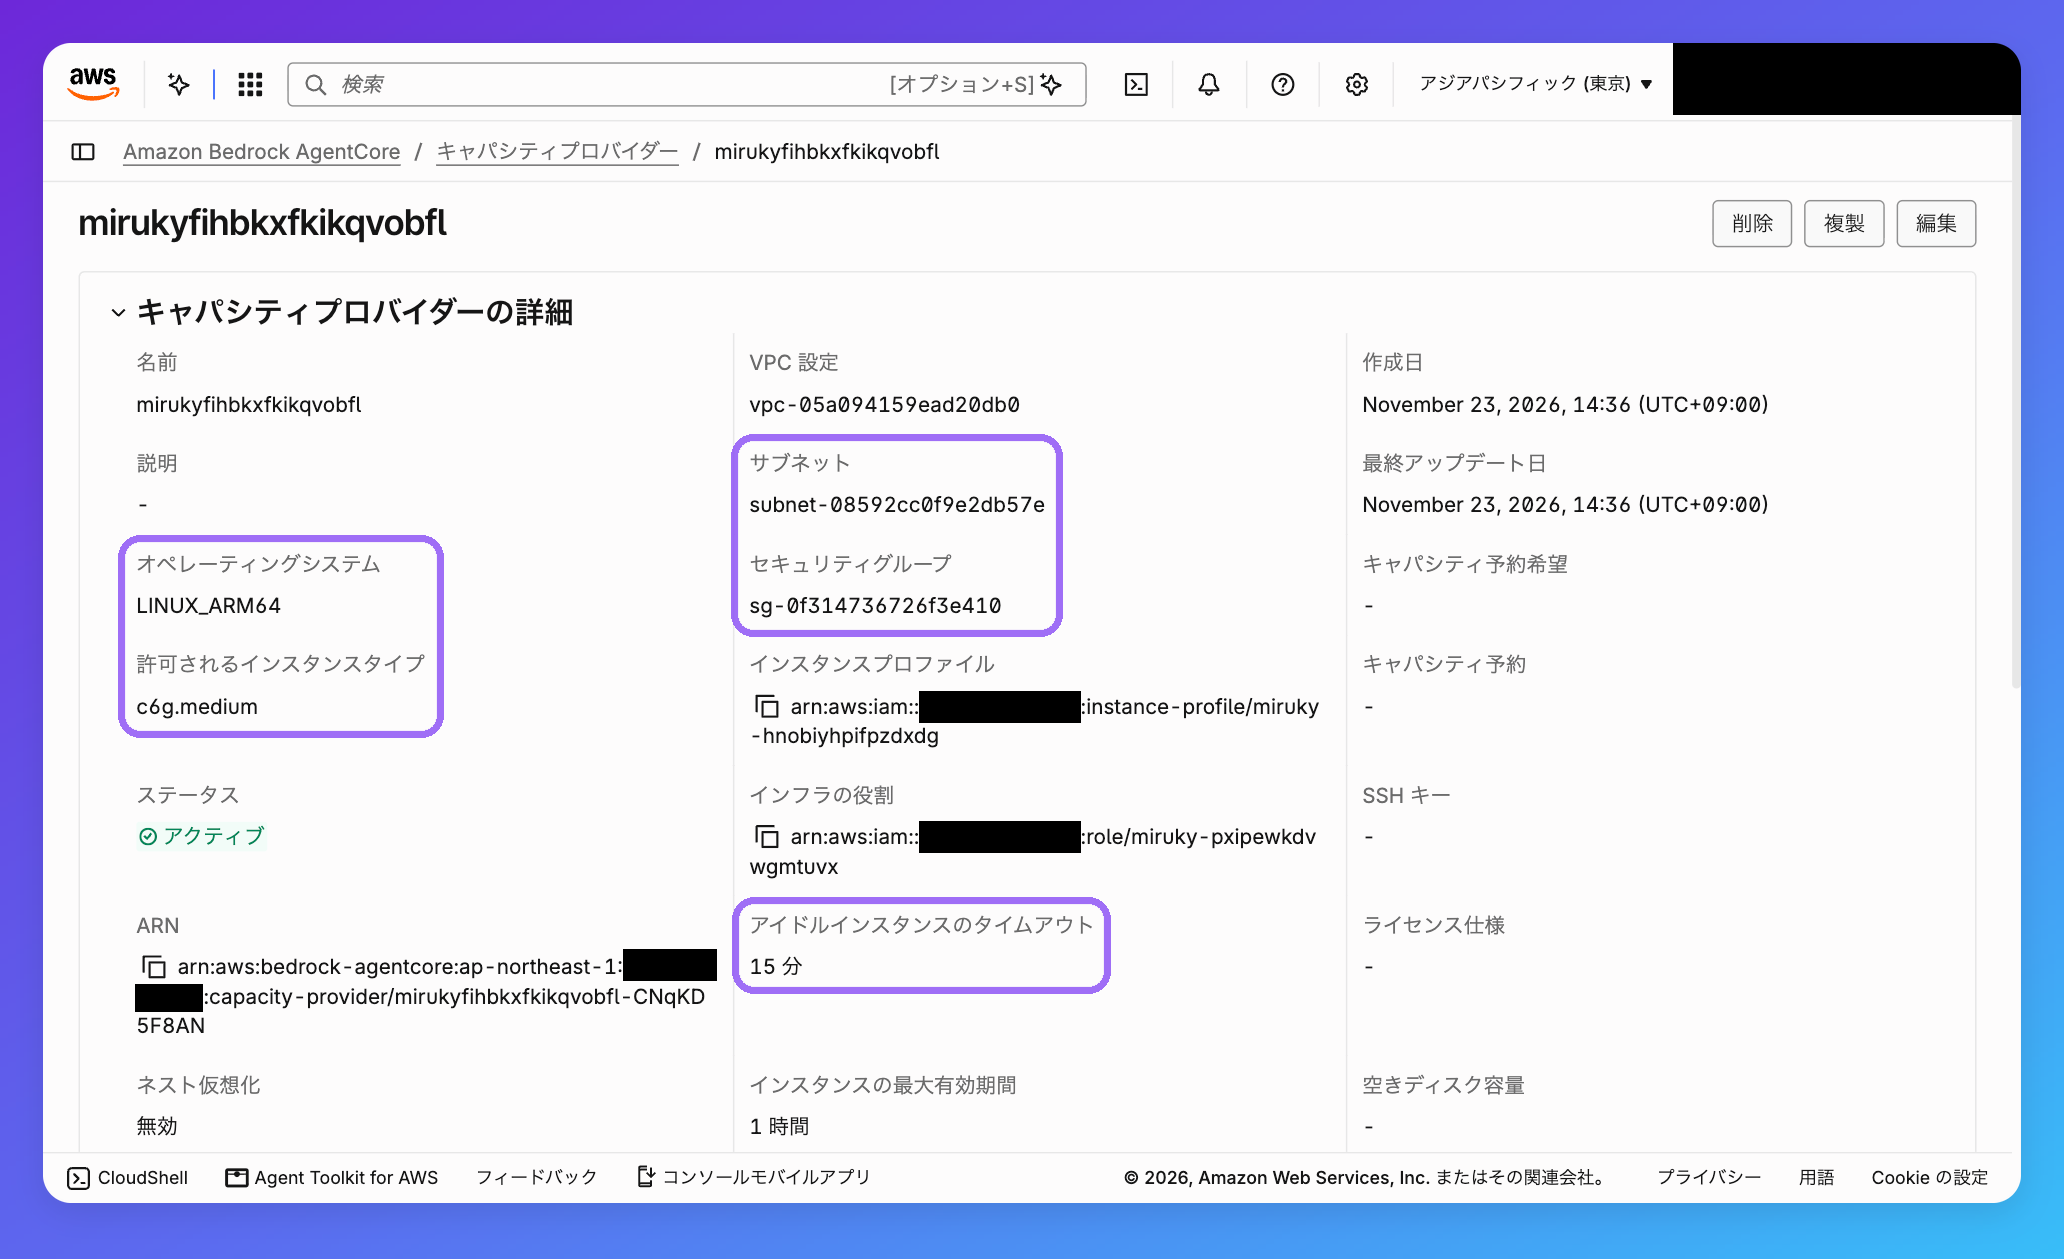 aws
検索 [オプション+S]
アジアパシフィック (東京)
Amazon Bedrock AgentCore / キャパシティプロバイダー / mirukyfihbkxfkikqvobfl
mirukyfihbkxfkikqvobfl
削除 複製 編集
キャパシティプロバイダーの詳細
名前
mirukyfihbkxfkikqvobfl
説明
-
オペレーティングシステム
LINUX_ARM64
許可されるインスタンスタイプ
c6g.medium
ステータス
アクティブ
ARN
arn:aws:bedrock-agentcore:ap-northeast-1:
:capacity-provider/mirukyfihbkxfkikqvobfl-CNqKD
5F8AN
ネスト仮想化
無効
VPC 設定
vpc-05a094159ead20db0
サブネット
subnet-08592cc0f9e2db57e
セキュリティグループ
sg-0f314736726f3e410
インスタンスプロファイル
arn:aws:iam:: :instance-profile/miruky
-hnobiyhpifpzdxdg
インフラの役割
arn:aws:iam:: :role/miruky-pxipewkdv
wgmtuvx
アイドルインスタンスのタイムアウト
15 分
インスタンスの最大有効期間
1 時間
作成日
November 23, 2026, 14:36 (UTC+09:00)
最終アップデート日
November 23, 2026, 14:36 (UTC+09:00)
キャパシティ予約希望
-
キャパシティ予約
-
SSH キー
-
ライセンス仕様
-
空きディスク容量
-
CloudShell Agent Toolkit for AWS フィードバック コンソールモバイルアプリ © 2026, Amazon Web Services, Inc. またはその関連会社。 プライバシー 用語 Cookie の設定